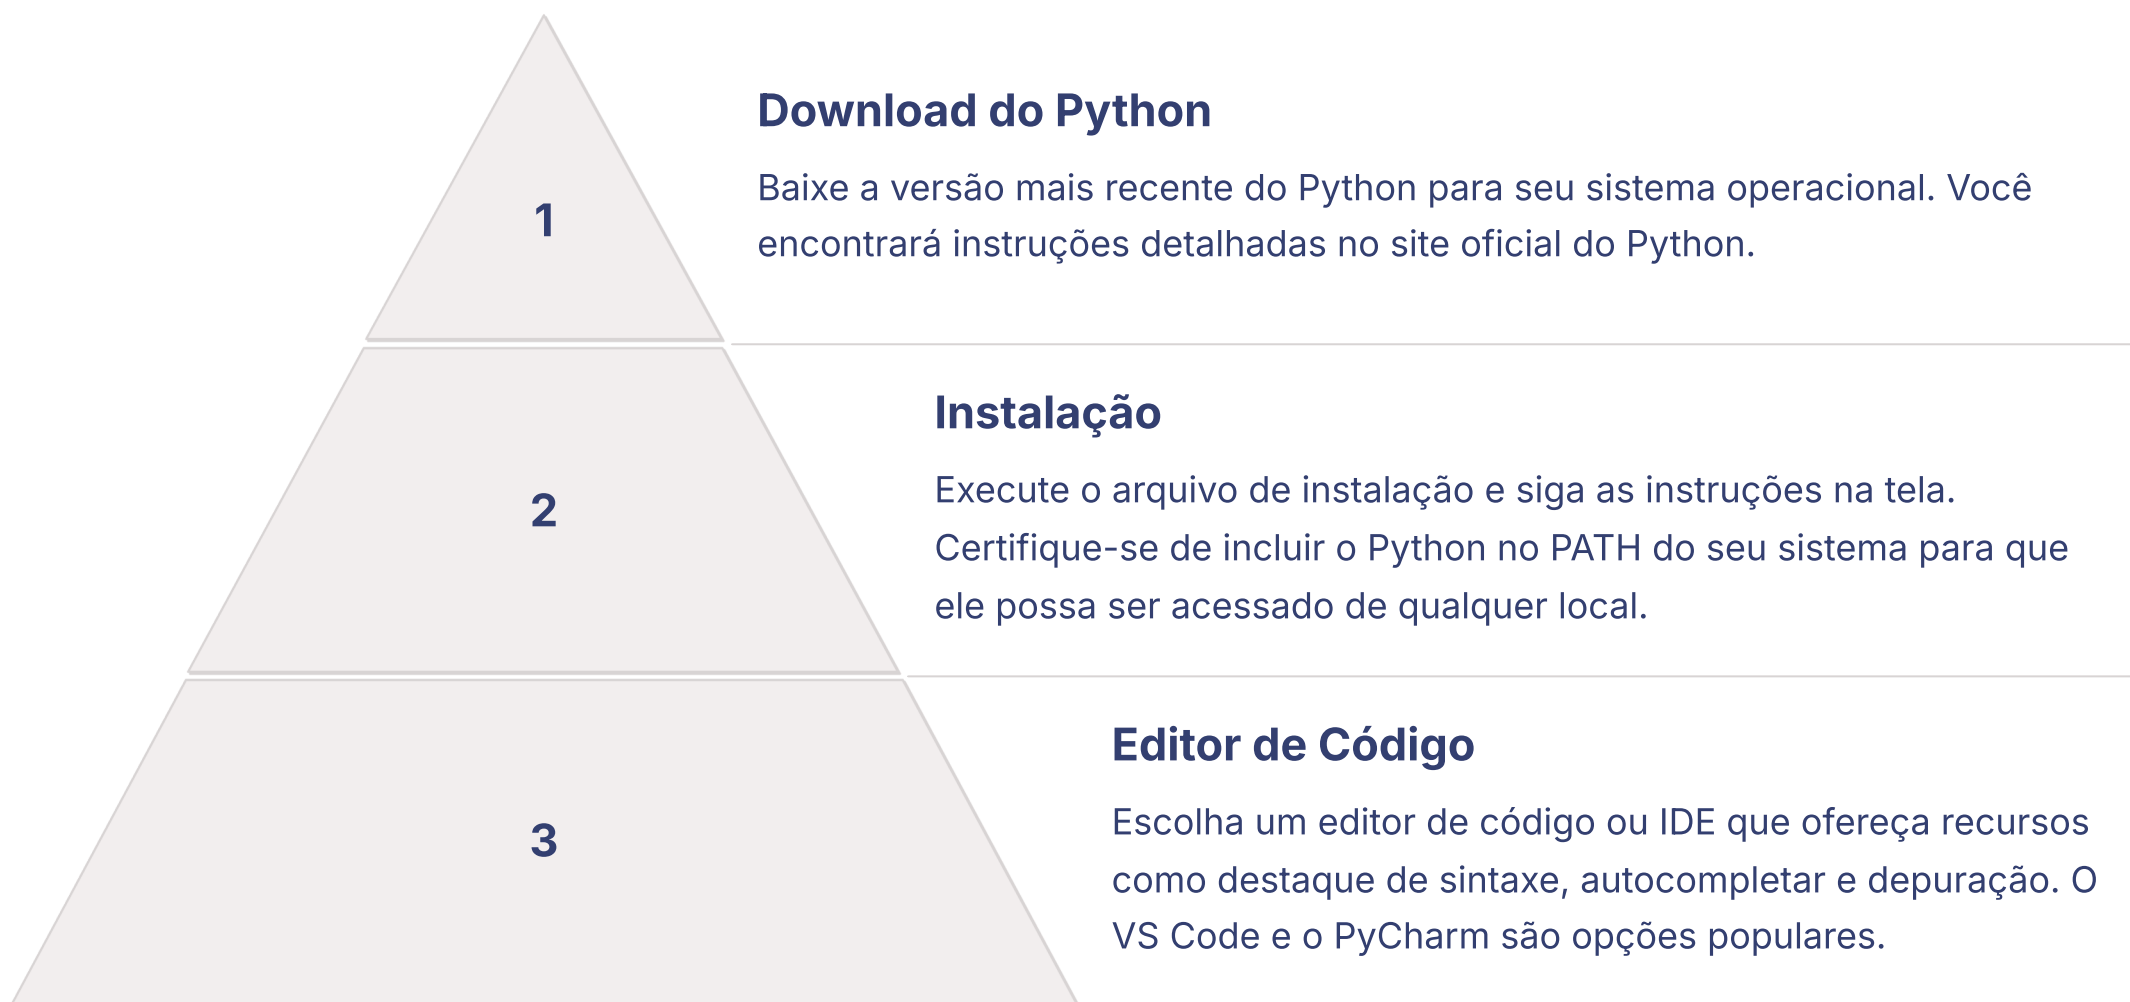 1
Download do Python
Baixe a versão mais recente do Python para seu sistema operacional. Você
encontrará instruções detalhadas no site oficial do Python.
2
Instalação
Execute o arquivo de instalação e siga as instruções na tela.
Certifique-se de incluir o Python no PATH do seu sistema para que
ele possa ser acessado de qualquer local.
3
Editor de Código
Escolha um editor de código ou IDE que ofereça recursos
como destaque de sintaxe, autocompletar e depuração. O
VS Code e o PyCharm são opções populares.